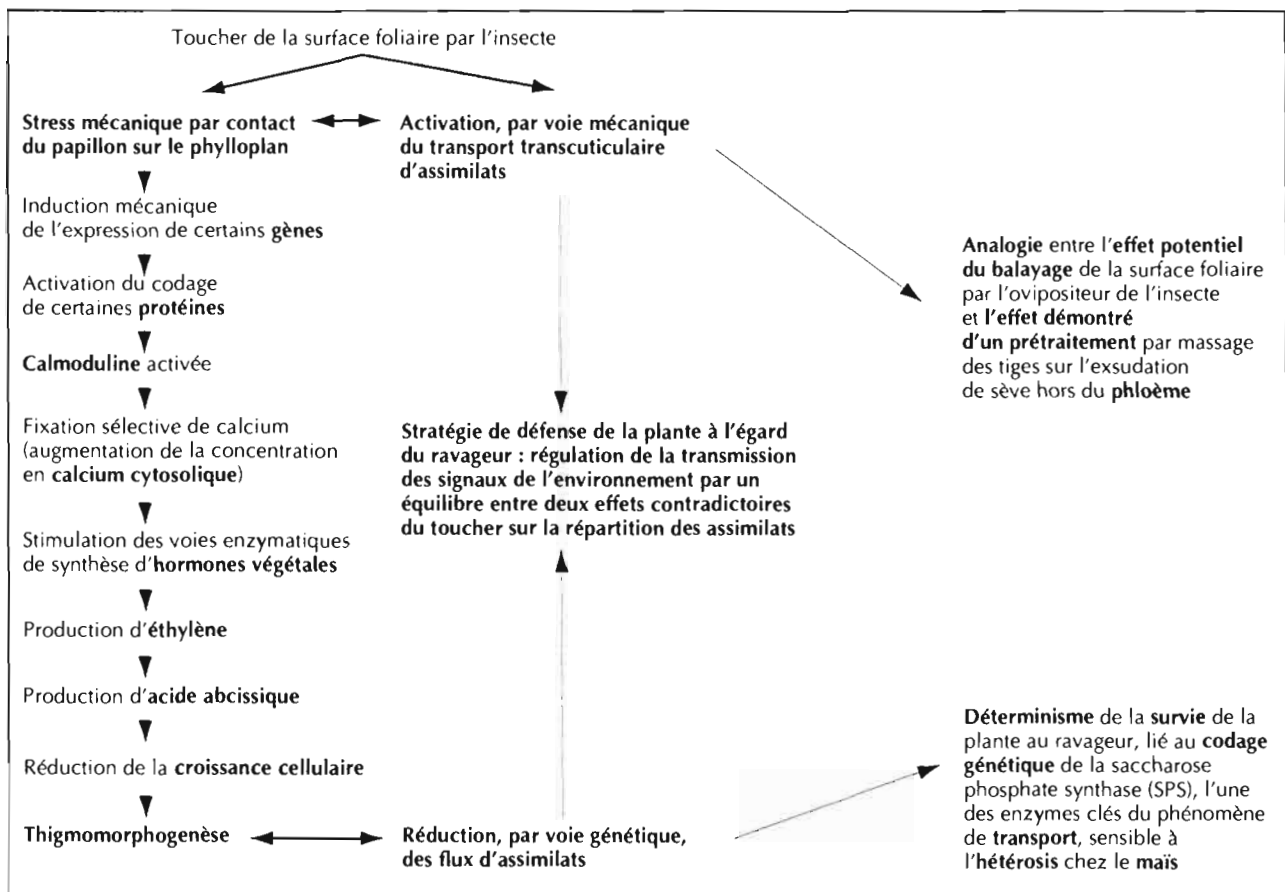 Toucher de la surface foliaire par l'insecte
Stress mécanique par contact
du papillon sur le phylloplan
Activation, par voie mécanique
du transport transcuticulaire
d'assimilats
Induction mécanique
de l'expression de certains gènes
Activation du codage
de certaines protéines
Calmoduline activée
Fixation sélective de calcium
(augmentation de la concentration
en calcium cytosolique)
Stimulation des voies enzymatiques
de synthèse d'hormones végétales
Production d'éthylène
Production d'acide abcissique
Réduction de la croissance cellulaire
Thigmomorphogenèse
Stratégie de défense de la plante à l'égard
du ravageur : régulation de la transmission
des signaux de l'environnement par un
équilibre entre deux effets contradictoires
du toucher sur la répartition des assimilats
Réduction, par voie génétique,
des flux d'assimilats
Analogie entre l'effet potentiel
du balayage de la surface foliaire
par l'ovipositeur de l'insecte
et l'effet démontré
d'un prétraitement par massage
des tiges sur l'exsudation
de sève hors du phloème
Déterminisme de la survie de la
plante au ravageur, lié au codage
génétique de la saccharose
phosphate synthase (SPS), l'une
des enzymes clés du phénomène
de transport, sensible à
l'hétérosis chez le maïs